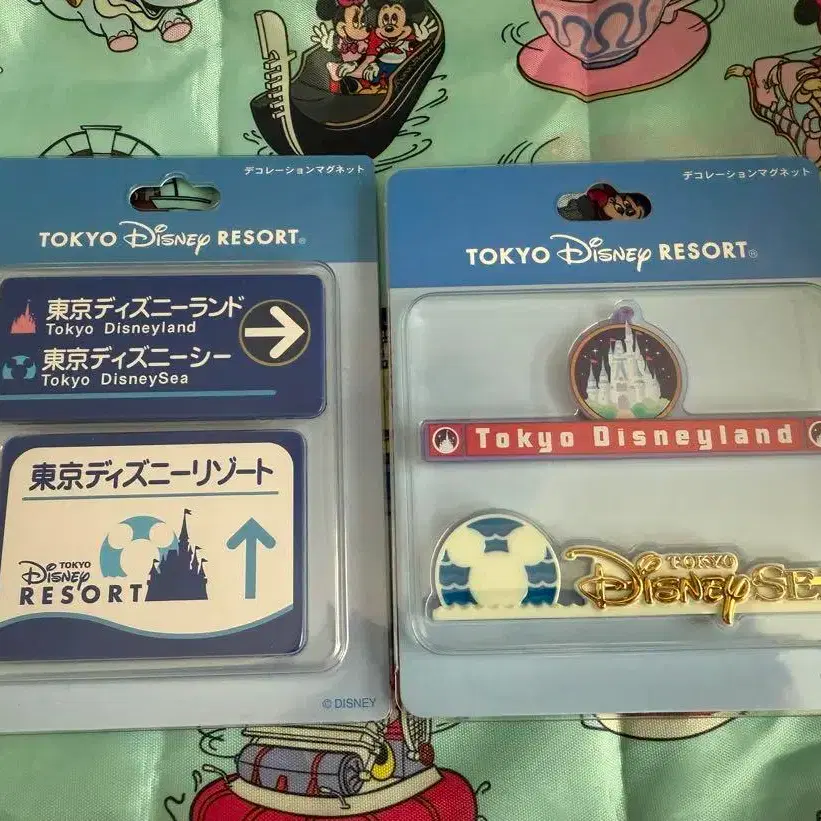 デコレーションマグネット
TOKYO Disney RESORT®
東京ディズニーランド
Tokyo Disneyland
東京ディズニーシー
Tokyo DisneySea
東京ディズニーリゾート
TOKYO
Disney
RESORT
© DISNEY
デコレーションマグネット
TOKYO Disney RESORT®
Tokyo Disneyland
TOKYO
Disney SE